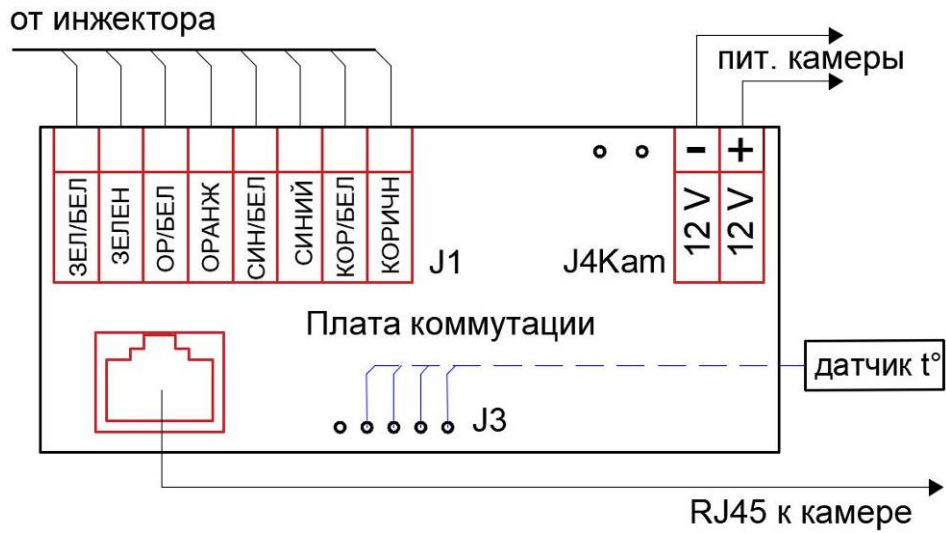 от инжектора
пит. камеры
ЗЕЛ/БЕЛ
ЗЕЛЕН
ОР/БЕЛ
ОРАНЖ
СИН/БЕЛ
СИНИЙ
КОР/БЕЛ
КОРИЧН
J1
J4Kam
- +
12 V
12 V
Плата коммутации
датчик t°
J3
RJ45 к камере